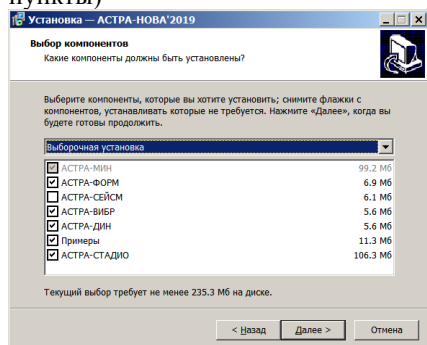 пункты)
Установка — АСТРА-НОВА'2019
Выбор компонентов
Какие компоненты должны быть установлены?
Выберите компоненты, которые вы хотите установить; снимите флажки с
компонентов, устанавливать которые не требуется. Нажмите «Далее», когда вы
будете готовы продолжить.
Выборочная установка
АСТРА-МИН 99.2 Мб
АСТРА-ФОРМ 6.9 Мб
АСТРА-СЕЙСМ 6.1 Мб
АСТРА-ВИБР 5.6 Мб
АСТРА-ДИН 5.6 Мб
Примеры 11.3 Мб
АСТРА-СТАДИО 106.3 Мб
Текущий выбор требует не менее 235.3 Мб на диске.
< Назад Далее > Отмена